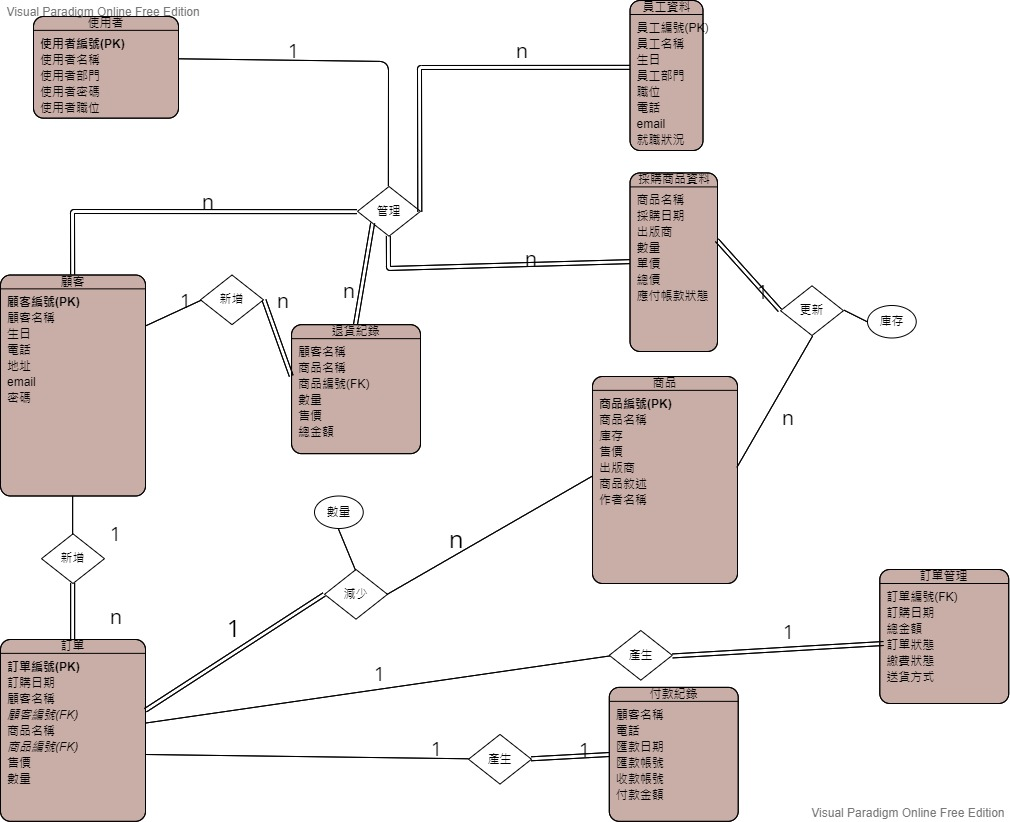 Visual Paradigm Online Free Edition
使用者
使用者編號(PK)
使用者名稱
使用者部門
使用者密碼
使用者職位
1
n
員工資料
員工編號(PK)
員工名稱
生日
員工部門
職位
電話
email
就職狀況
管理
n
n
n
採購商品資料
商品名稱
採購日期
出版商
數量
單價
總價
應付帳款狀態
1
更新
庫存
n
顧客
顧客編號(PK)
顧客名稱
生日
電話
地址
email
密碼
1
新增
n
退貨紀錄
顧客名稱
商品名稱
商品編號(FK)
數量
售價
總金額
商品
商品編號(PK)
商品名稱
庫存
售價
出版商
商品敘述
作者名稱
1
新增
n
數量
減少
n
1
訂單
訂單編號(PK)
訂購日期
顧客名稱
顧客編號(FK)
商品名稱
商品編號(FK)
售價
數量
1
產生
1
訂單管理
訂單編號(FK)
訂購日期
總金額
訂單狀態
繳費狀態
送貨方式
1
產生
1
付款紀錄
顧客名稱
電話
匯款日期
匯款帳號
收款帳號
付款金額
Visual Paradigm Online Free Edition